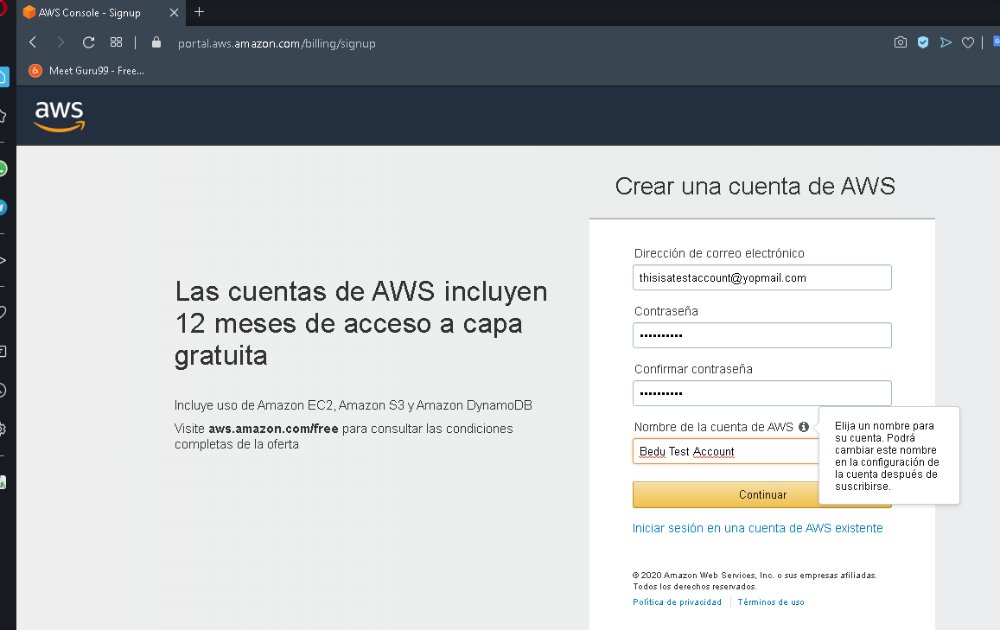 AWS Console - Signup
portal.aws.amazon.com/billing/signup
Meet Guru99 - Free...
aws
Crear una cuenta de AWS
Las cuentas de AWS incluyen
12 meses de acceso a capa
gratuita
Incluye uso de Amazon EC2, Amazon S3 y Amazon DynamoDB
Visite aws.amazon.com/free para consultar las condiciones
completas de la oferta
Dirección de correo electrónico
thisisatestaccount@yopmail.com
Contraseña
••••••••••
Confirmar contraseña
••••••••••
Nombre de la cuenta de AWS
Bedu Test Account
Elija un nombre para
su cuenta. Podrá
cambiar este nombre
en la configuración de
la cuenta después de
suscribirse.
Continuar
Iniciar sesión en una cuenta de AWS existente
© 2020 Amazon Web Services, Inc. o sus empresas afiliadas.
Todos los derechos reservados.
Política de privacidad | Términos de uso